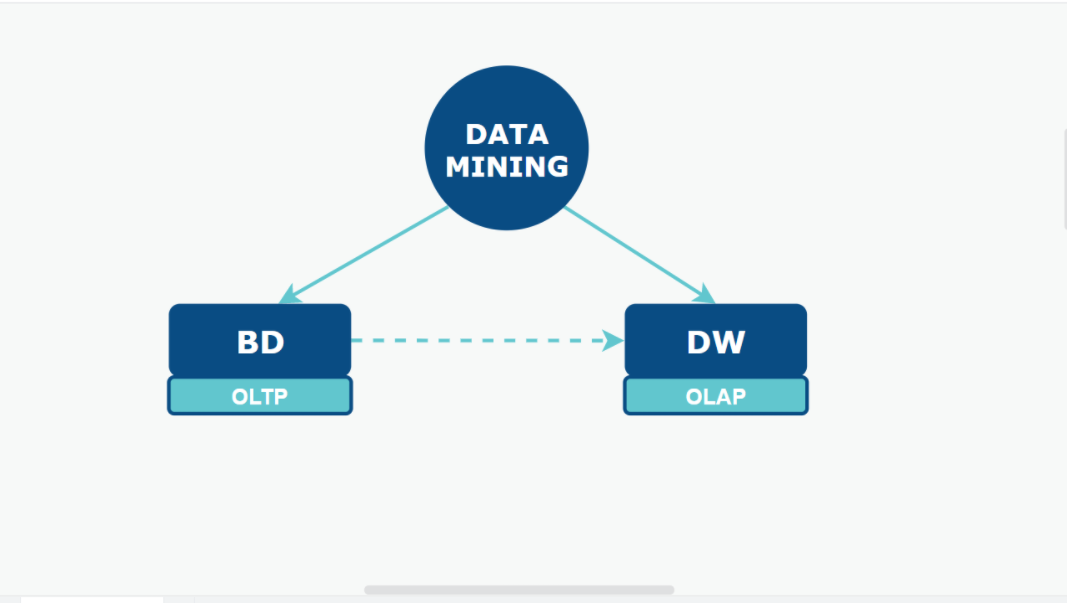 DATA
MINING
BD
DW
OLTP
OLAP